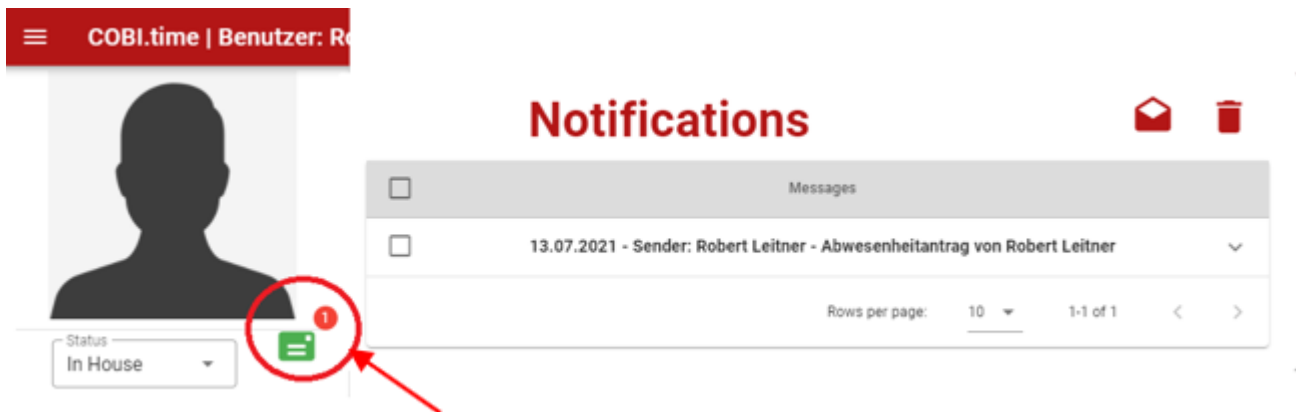 COBI.time | Benutzer:
Notifications
Messages
13.07.2021 - Sender: Robert Leitner - Abwesenheitantrag von Robert Leitner
Rows per page: 10 1-1 of 1
1
Status
In House